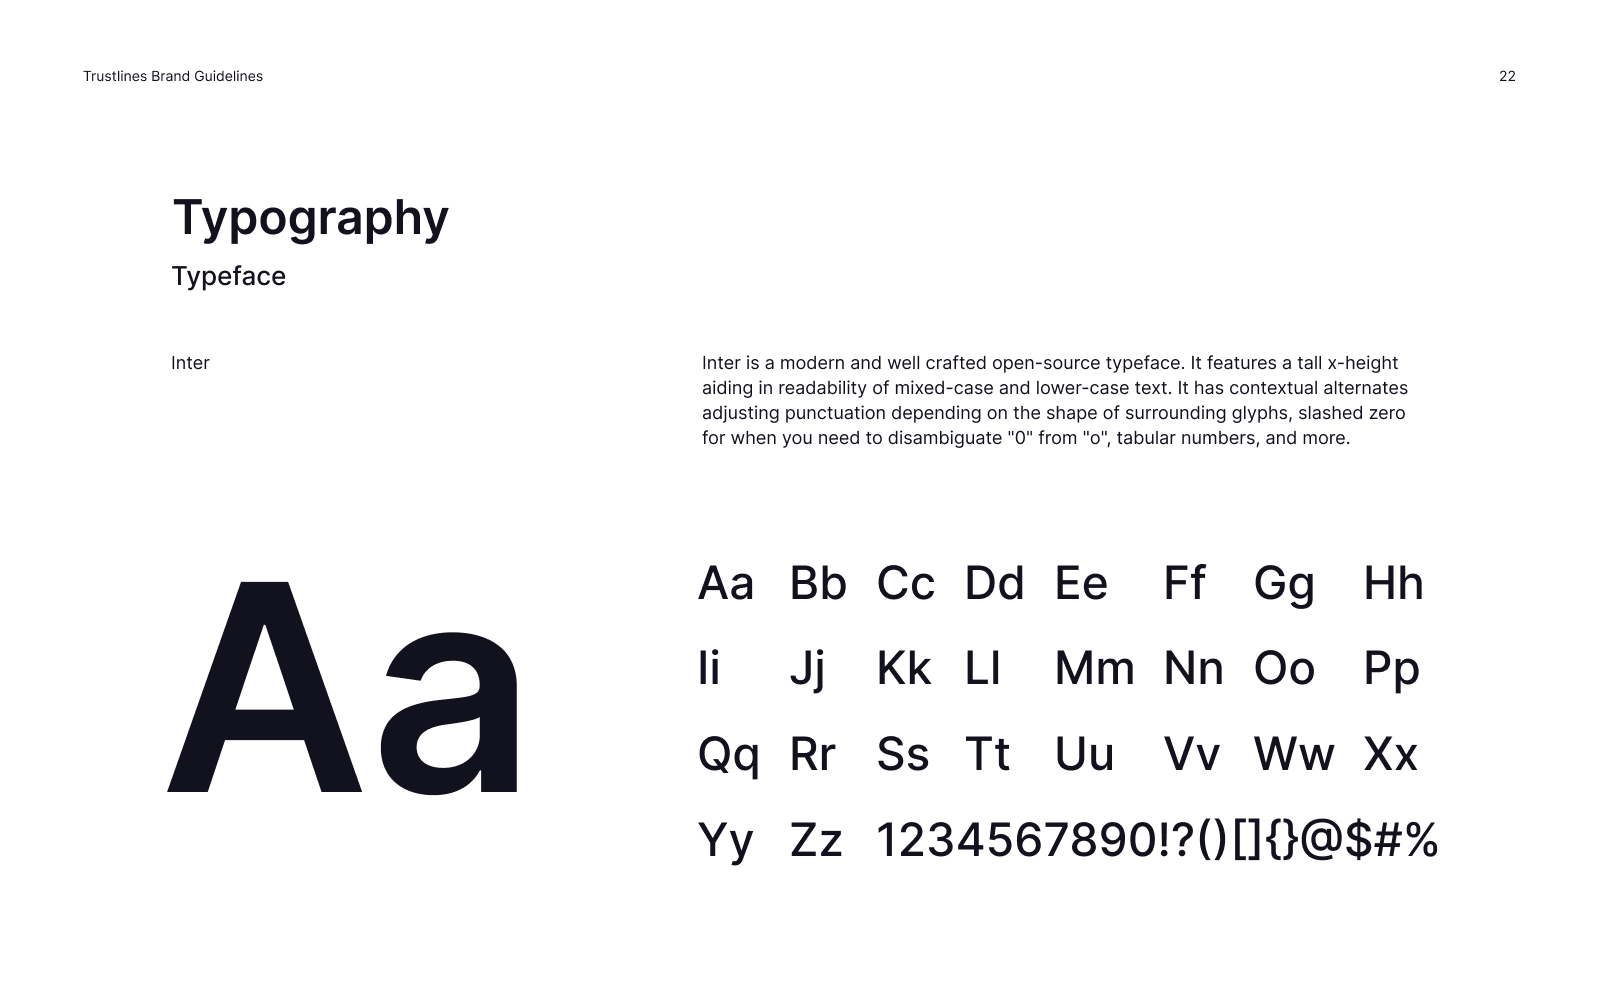 Trustlines Brand Guidelines
22
Typography
Typeface
Inter
Inter is a modern and well crafted open-source typeface. It features a tall x-height
aiding in readability of mixed-case and lower-case text. It has contextual alternates
adjusting punctuation depending on the shape of surrounding glyphs, slashed zero
for when you need to disambiguate "0" from "o", tabular numbers, and more.
Aa
Aa Bb Cc Dd Ee Ff Gg Hh
Ii Jj Kk Ll Mm Nn Oo Pp
Qq Rr Ss Tt Uu Vv Ww Xx
Yy Zz 1234567890!?()[]{}@$#%